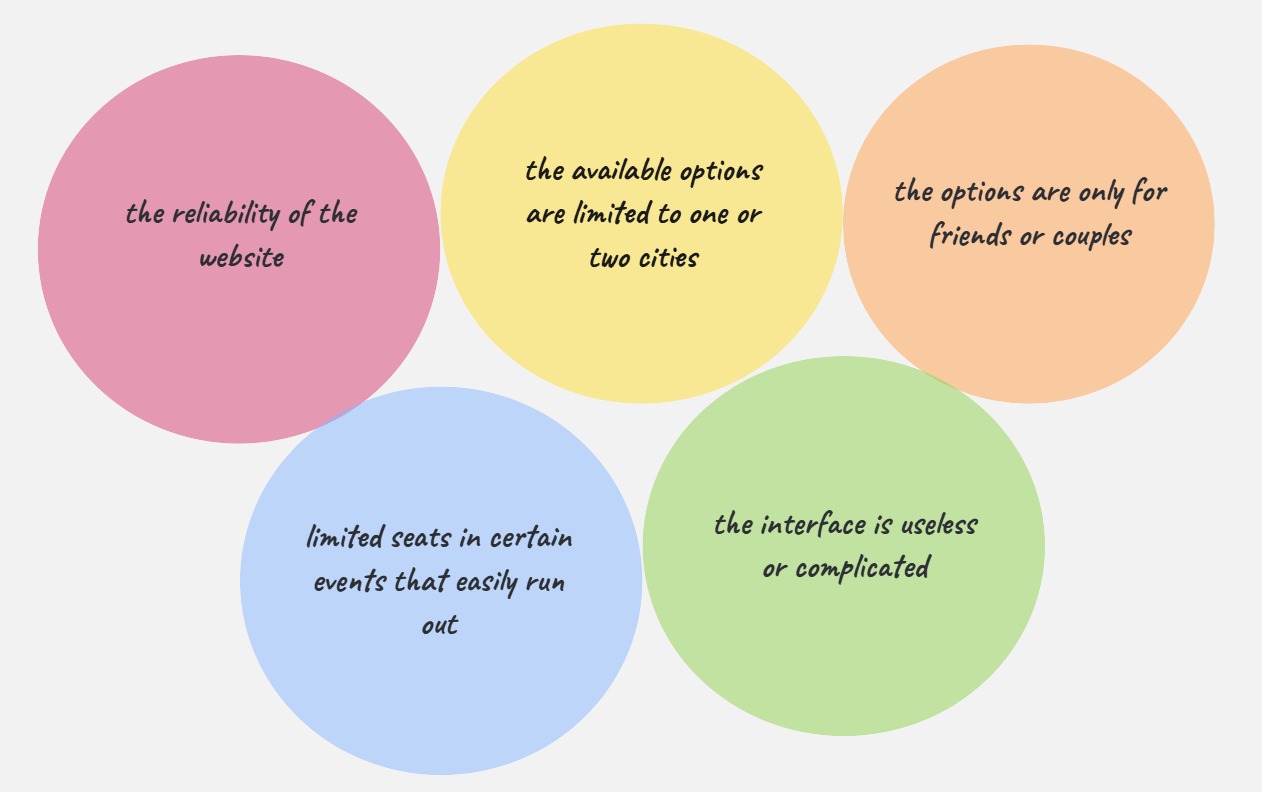 the reliability of the
website
the available options
are limited to one or
two cities
the options are only for
friends or couples
limited seats in certain
events that easily run
out
the interface is useless
or complicated